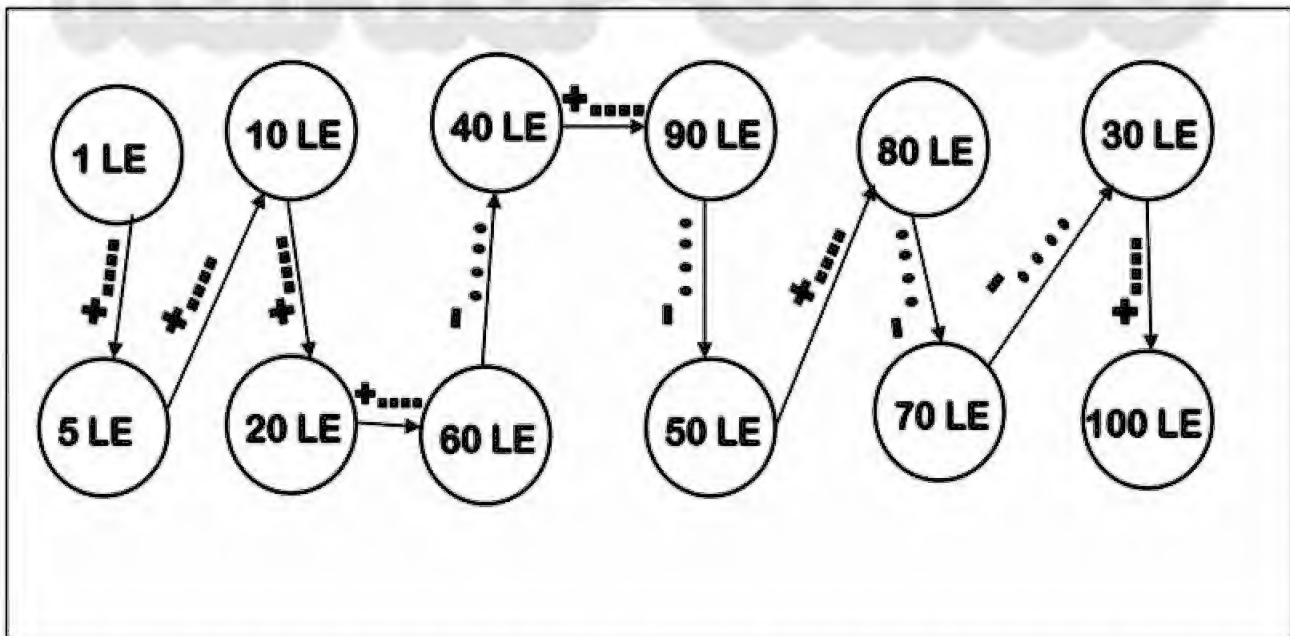 1 LE
+....
5 LE
+....
10 LE
+....
20 LE
+....
60 LE
-....
40 LE
+....
90 LE
-....
50 LE
+....
80 LE
-....
70 LE
-....
30 LE
+....
100 LE